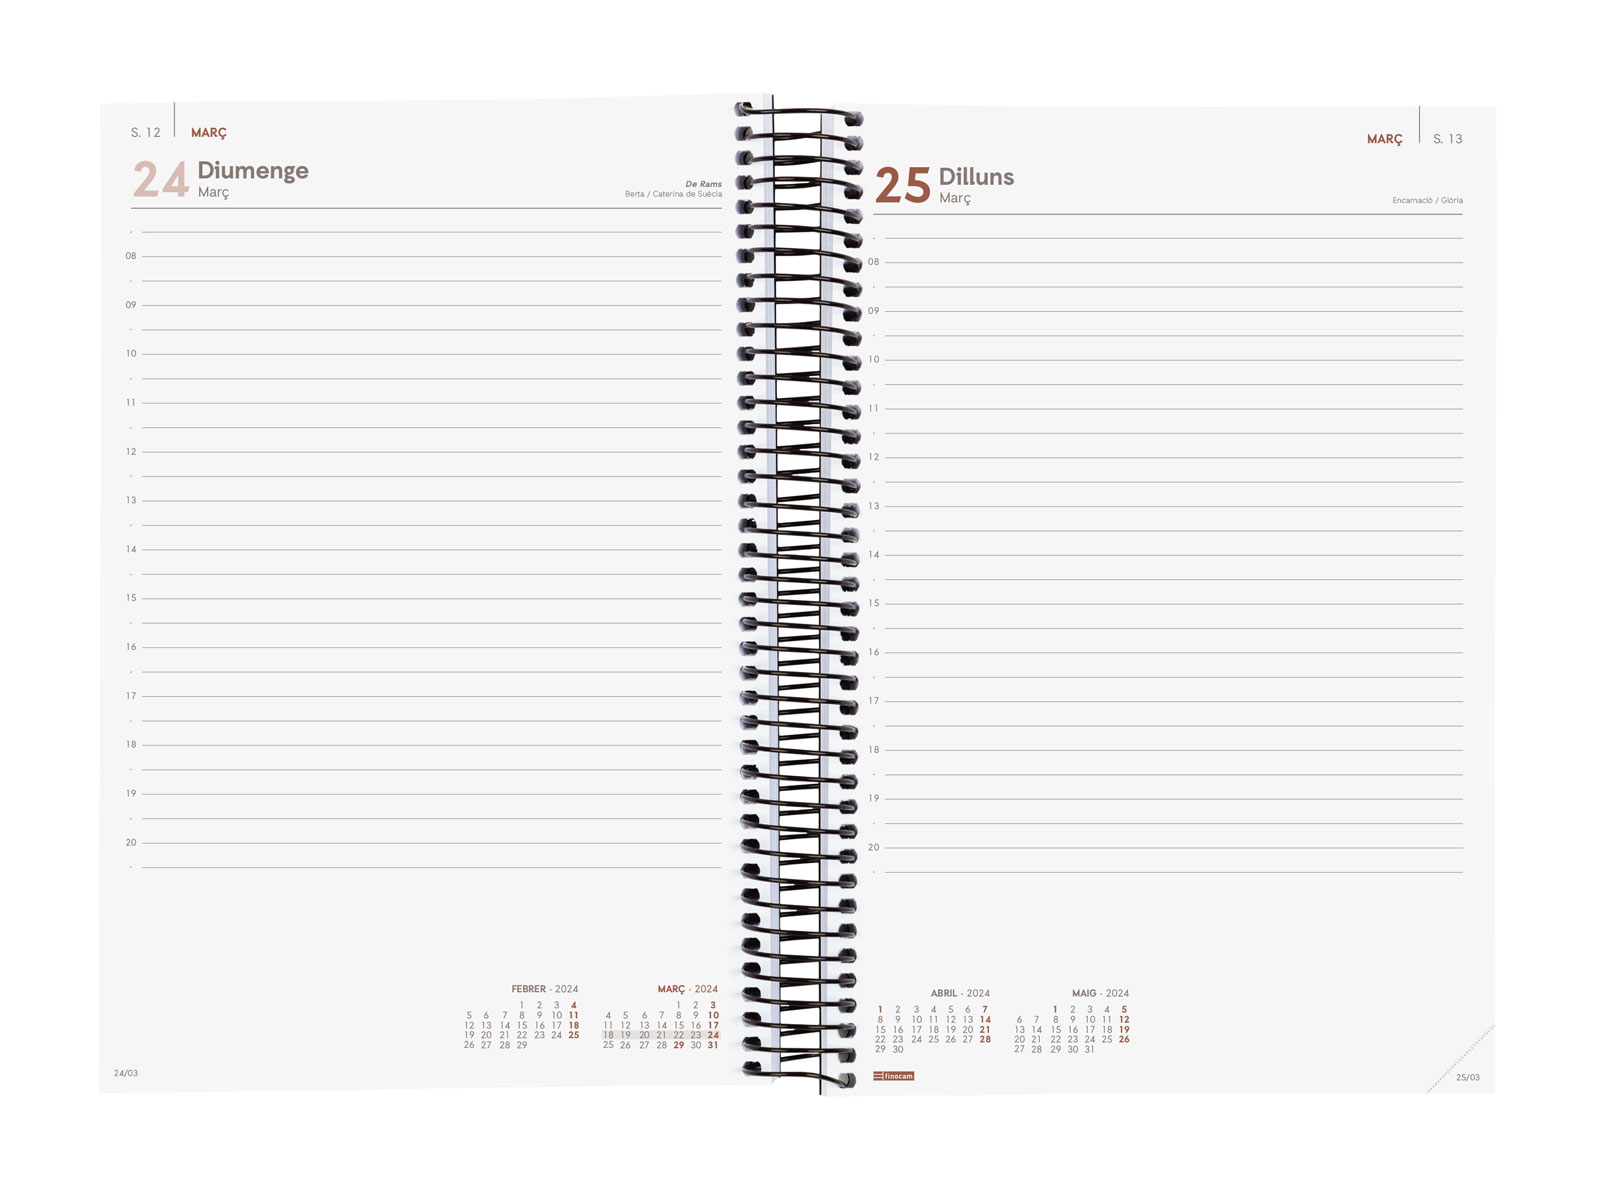 S. 12 MARÇ
24 Diumenge
Març
De Rams
Berta / Caterina de Suècia
·
08
·
09
·
10
·
11
·
12
·
13
·
14
·
15
·
16
·
17
·
18
·
19
·
20
·
FEBRER · 2024
1 2 3 4
5 6 7 8 9 10 11
12 13 14 15 16 17 18
19 20 21 22 23 24 25
26 27 28 29
MARÇ · 2024
1 2 3
4 5 6 7 8 9 10
11 12 13 14 15 16 17
18 19 20 21 22 23 24
25 26 27 28 29 30 31
24/03
MARÇ S. 13
25 Dilluns
Març
Encarnació / Glòria
·
08
·
09
·
10
·
11
·
12
·
13
·
14
·
15
·
16
·
17
·
18
·
19
·
20
·
ABRIL · 2024
1 2 3 4 5 6 7
8 9 10 11 12 13 14
15 16 17 18 19 20 21
22 23 24 25 26 27 28
29 30
MAIG · 2024
1 2 3 4 5
6 7 8 9 10 11 12
13 14 15 16 17 18 19
20 21 22 23 24 25 26
27 28 29 30 31
finocam
25/03